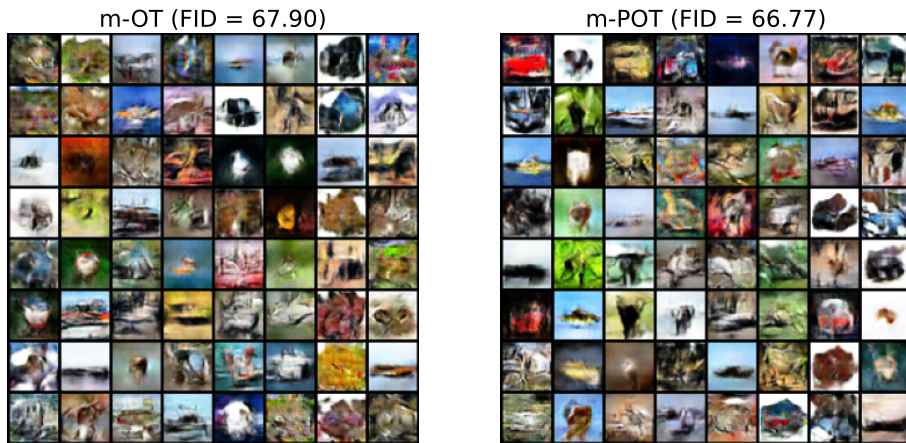 m-OT (FID = 67.90)
m-POT (FID = 66.77)